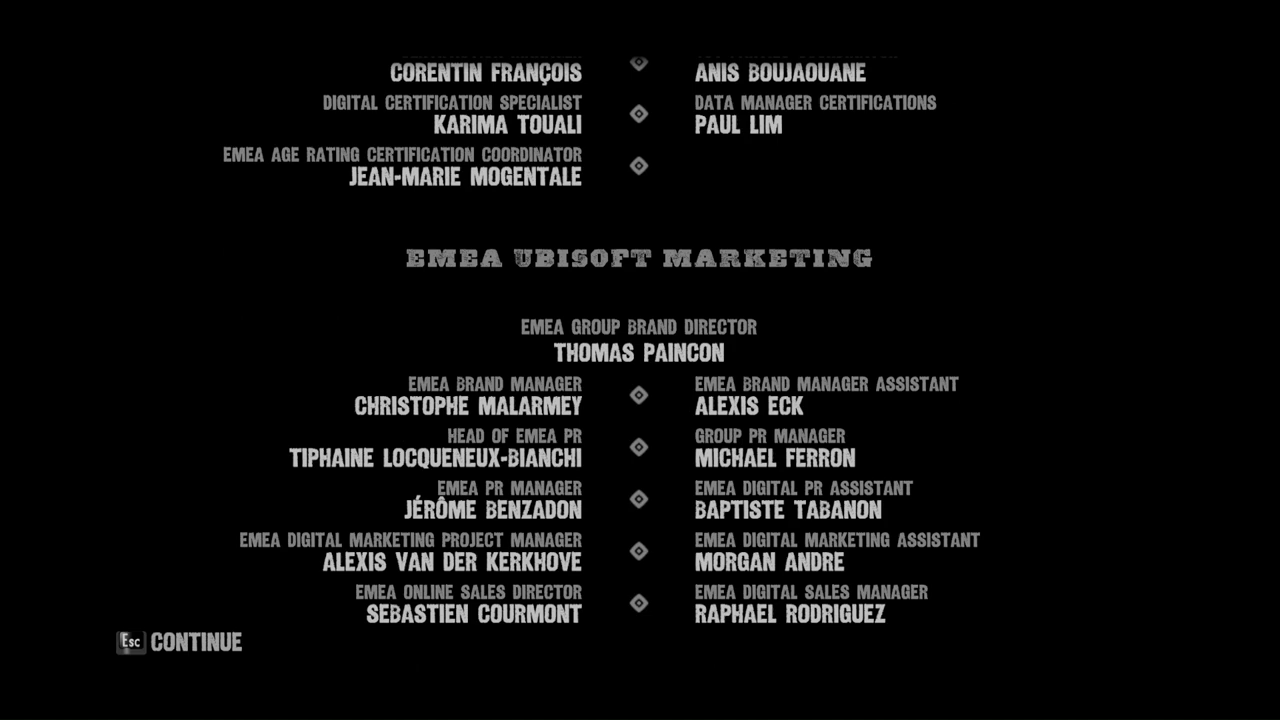 CORENTIN FRANÇOIS
ANIS BOUJAOUANE
DIGITAL CERTIFICATION SPECIALIST
DATA MANAGER CERTIFICATIONS
KARIMA TOUALI
PAUL LIM
EMEA AGE RATING CERTIFICATION COORDINATOR
JEAN-MARIE MOGENTALE
EMEA UBISOFT MARKETING
EMEA GROUP BRAND DIRECTOR
THOMAS PAINCON
EMEA BRAND MANAGER
EMEA BRAND MANAGER ASSISTANT
CHRISTOPHE MALARMEY
ALEXIS ECK
HEAD OF EMEA PR
GROUP PR MANAGER
TIPHAINE LOCQUENEUX-BIANCHI
MICHAEL FERRON
EMEA PR MANAGER
EMEA DIGITAL PR ASSISTANT
JÉRÔME BENZADON
BAPTISTE TABANON
EMEA DIGITAL MARKETING PROJECT MANAGER
EMEA DIGITAL MARKETING ASSISTANT
ALEXIS VAN DER KERKHOVE
MORGAN ANDRE
EMEA ONLINE SALES DIRECTOR
EMEA DIGITAL SALES MANAGER
SEBASTIEN COURMONT
RAPHAEL RODRIGUEZ
Esc CONTINUE